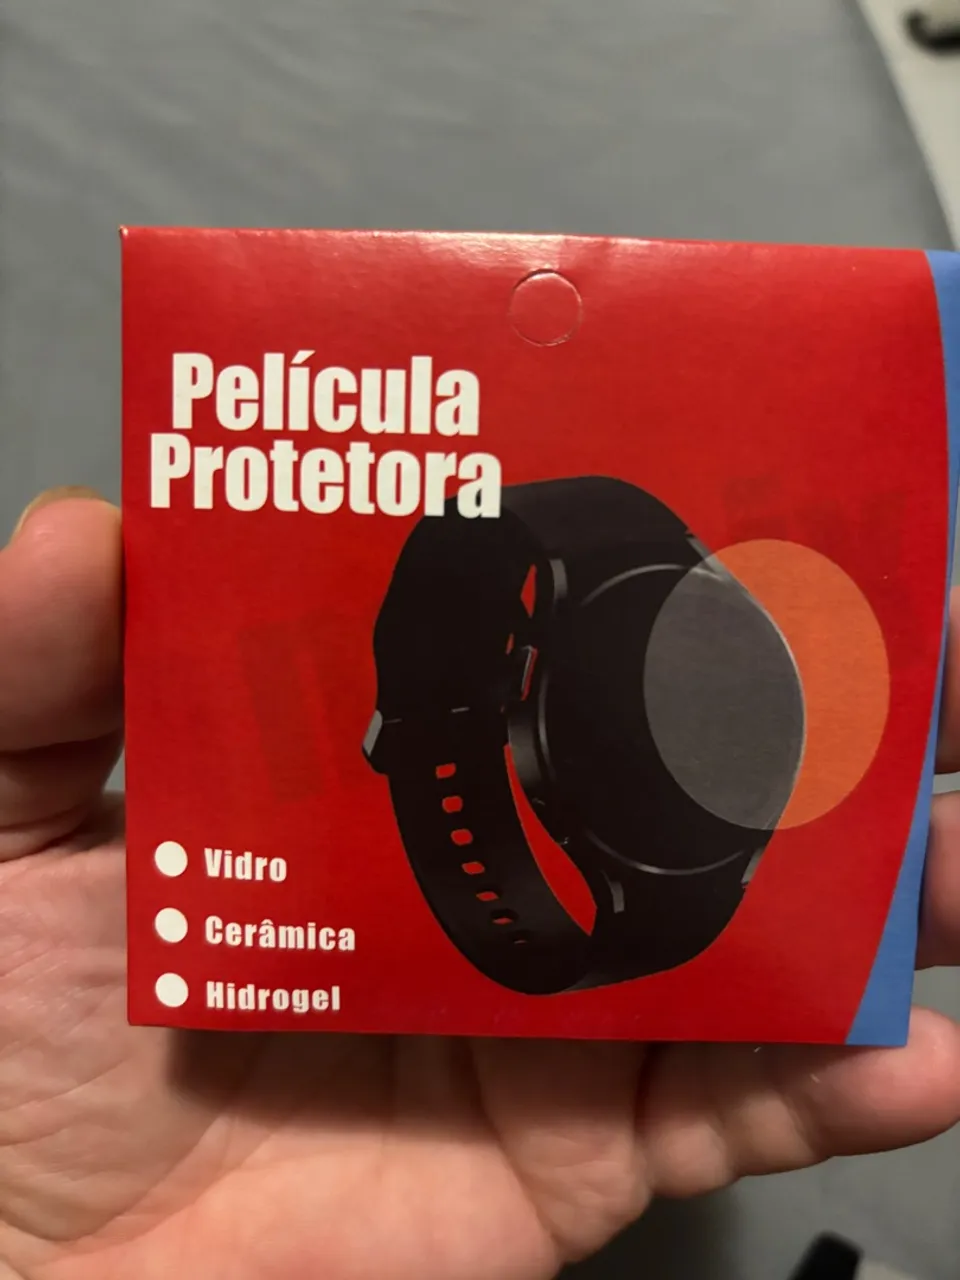 Película
Protetora
Vidro
Cerâmica
Hidrogel